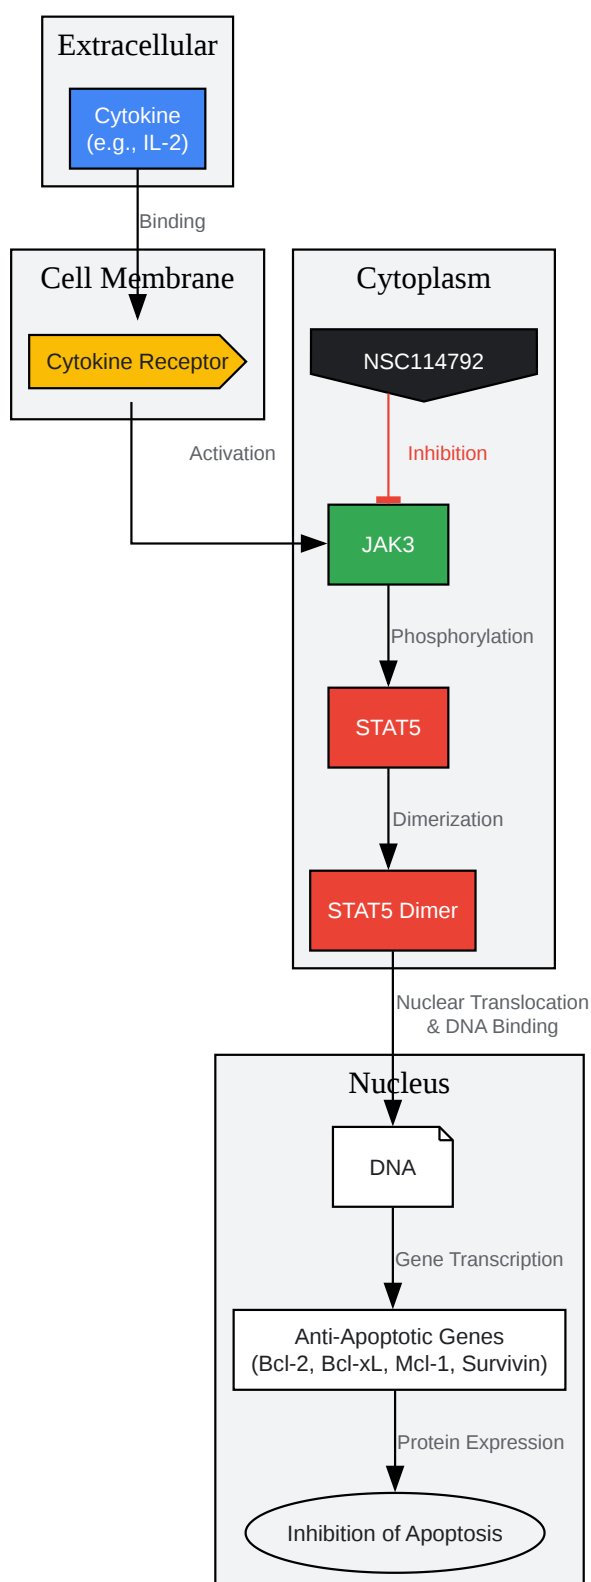 Extracellular
Cytokine
(e.g., IL-2)
Binding
Cell Membrane
Cytokine Receptor
Activation
Cytoplasm
NSC114792
Inhibition
JAK3
Phosphorylation
STAT5
Dimerization
STAT5 Dimer
Nuclear Translocation
& DNA Binding
Nucleus
DNA
Gene Transcription
Anti-Apoptotic Genes
(Bcl-2, Bcl-xL, Mcl-1, Survivin)
Protein Expression
Inhibition of Apoptosis